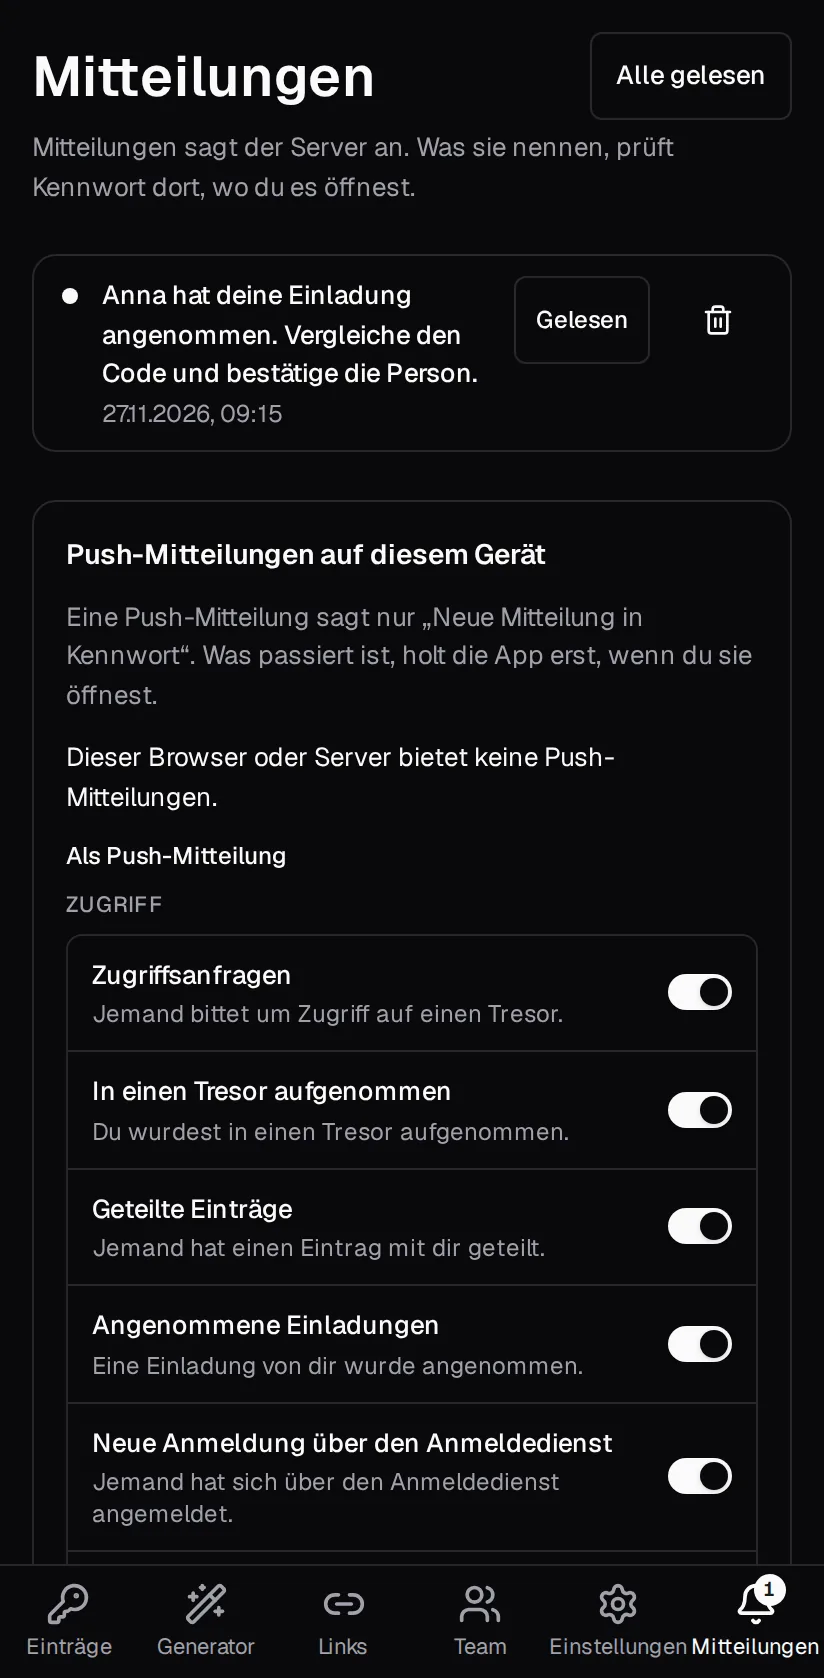 Mitteilungen
Alle gelesen
Mitteilungen sagt der Server an. Was sie nennen, prüft
Kennwort dort, wo du es öffnest.
Anna hat deine Einladung
angenommen. Vergleiche den
Code und bestätige die Person.
27.11.2026, 09:15
Gelesen
Push-Mitteilungen auf diesem Gerät
Eine Push-Mitteilung sagt nur „Neue Mitteilung in
Kennwort“. Was passiert ist, holt die App erst, wenn du sie
öffnest.
Dieser Browser oder Server bietet keine Push-
Mitteilungen.
Als Push-Mitteilung
ZUGRIFF
Zugriffsanfragen
Jemand bittet um Zugriff auf einen Tresor.
In einen Tresor aufgenommen
Du wurdest in einen Tresor aufgenommen.
Geteilte Einträge
Jemand hat einen Eintrag mit dir geteilt.
Angenommene Einladungen
Eine Einladung von dir wurde angenommen.
Neue Anmeldung über den Anmeldedienst
Jemand hat sich über den Anmeldedienst
angemeldet.
1
Einträge
Generator
Links
Team
Einstellungen
Mitteilungen